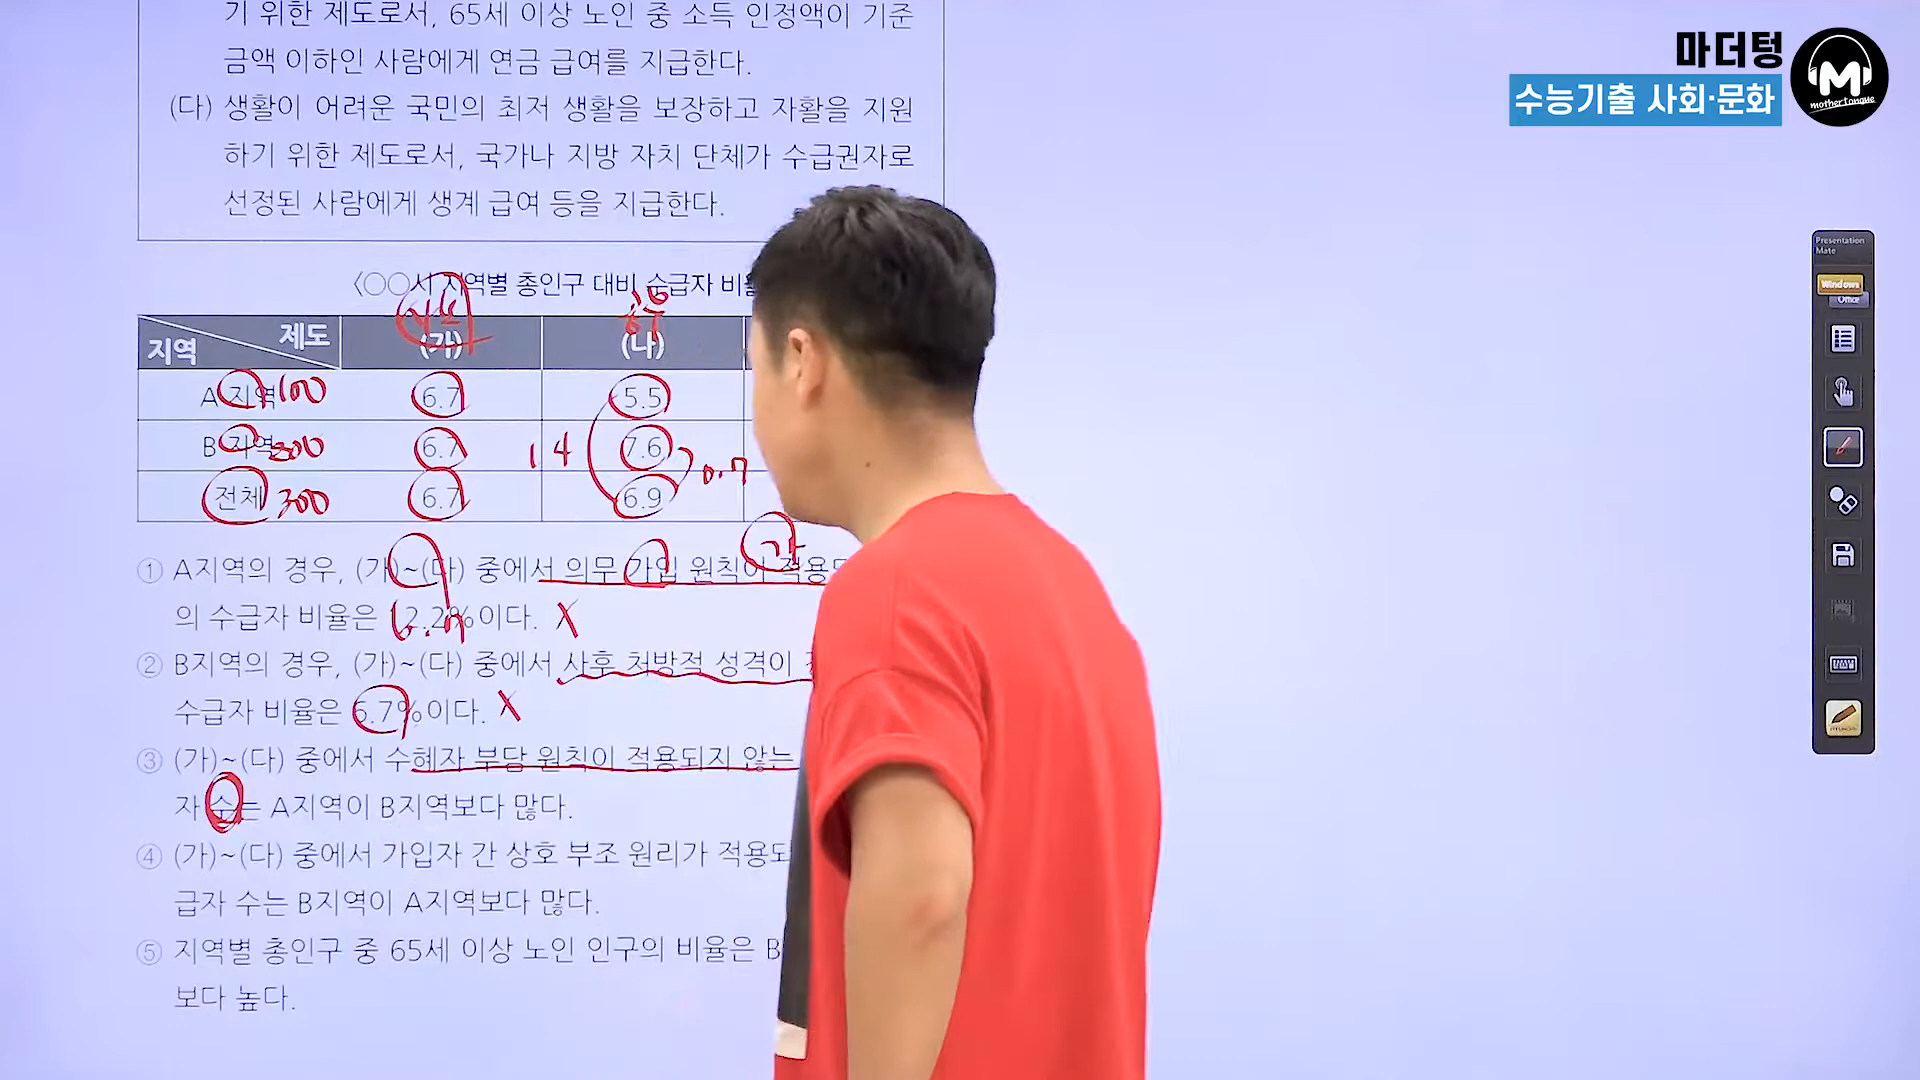 마더텅
수능기출 사회·문화
mothertongue
기 위한 제도로서, 65세 이상 노인 중 소득 인정액이 기준
금액 이하인 사람에게 연금 급여를 지급한다.
(다) 생활이 어려운 국민의 최저 생활을 보장하고 자활을 지원
하기 위한 제도로서, 국가나 지방 자치 단체가 수급권자로
선정된 사람에게 생계 급여 등을 지급한다.
〈○○시 지역별 총인구 대비 수급자 비율
지역 제도 (가) (나)
A 지역 100 6.7 5.5
B 지역 200 6.7 7.6
전체 300 6.7 6.9
1.4
0.7
① A지역의 경우, (가)~(다) 중에서 의무 가입 원칙이 적용되
의 수급자 비율은 12.2%이다. X
6.7
② B지역의 경우, (가)~(다) 중에서 사후 처방적 성격이
수급자 비율은 6.7%이다. X
③ (가)~(다) 중에서 수혜자 부담 원칙이 적용되지 않는
자 수는 A지역이 B지역보다 많다.
④ (가)~(다) 중에서 가입자 간 상호 부조 원리가 적용되
급자 수는 B지역이 A지역보다 많다.
⑤ 지역별 총인구 중 65세 이상 노인 인구의 비율은 B
보다 높다.
Presentation
Mate
Windows
Office